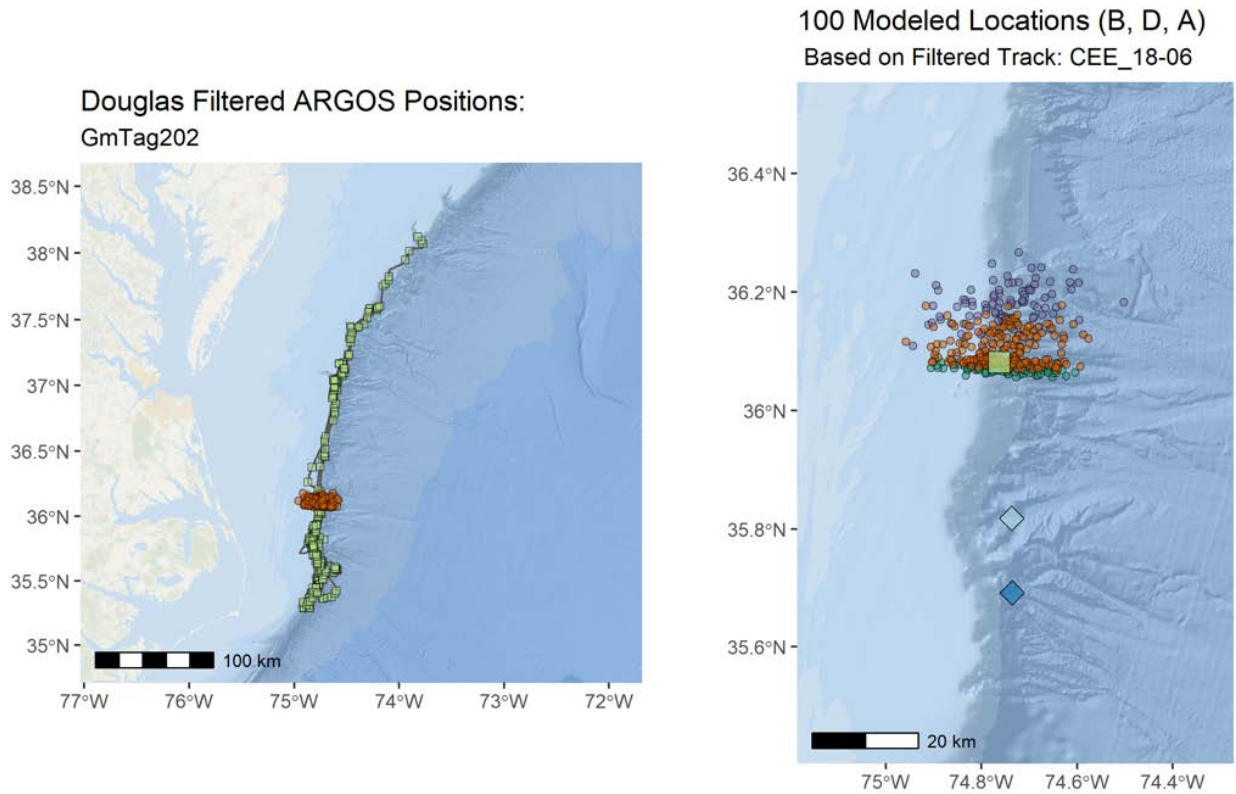 Douglas Filtered ARGOS Positions:
GmTag202
38.5°N
38°N
37.5°N
37°N
36.5°N
36°N
35.5°N
35°N
100 km
77°W 76°W 75°W 74°W 73°W 72°W
100 Modeled Locations (B, D, A)
Based on Filtered Track: CEE_18-06
36.4°N
36.2°N
36°N
35.8°N
35.6°N
20 km
75°W 74.8°W 74.6°W 74.4°W